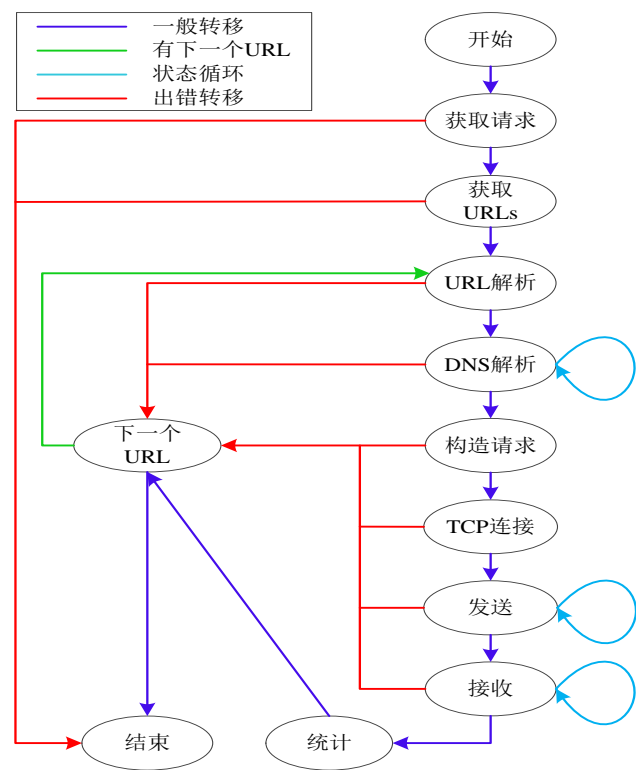 一般转移
有下一个URL
状态循环
出错转移
开始
获取请求
获取
URLs
URL解析
DNS解析
下一个
URL
构造请求
TCP连接
发送
接收
结束
统计